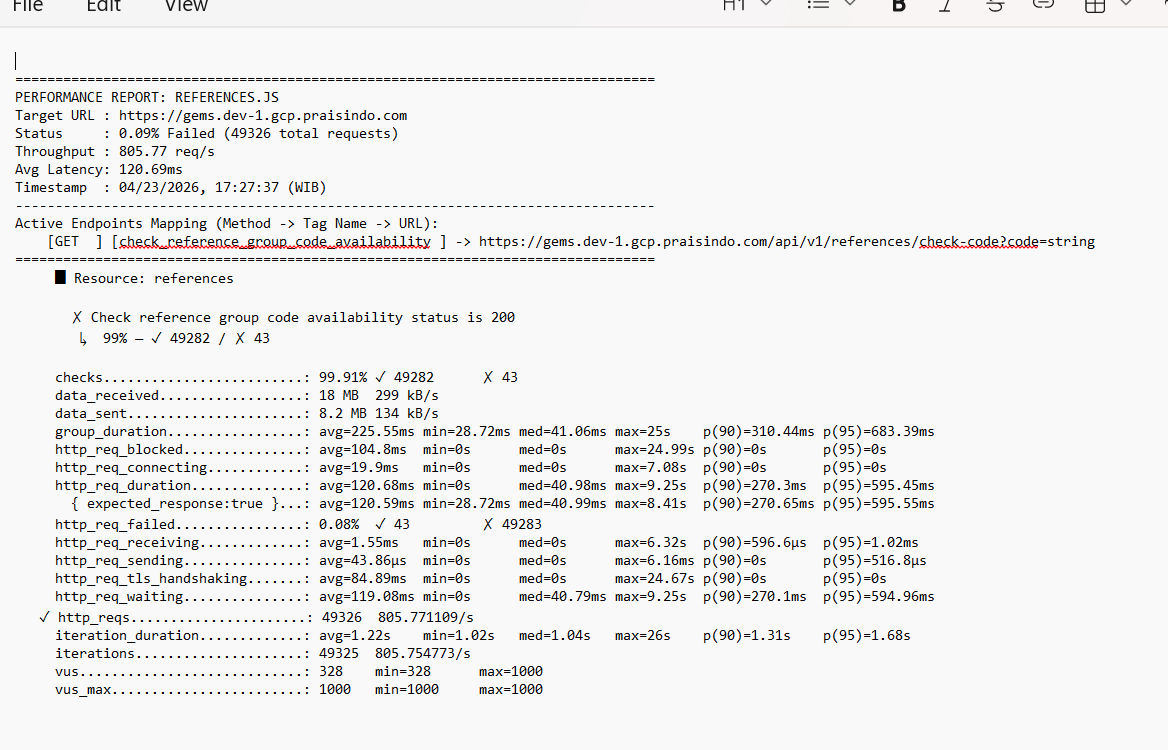 File Edit View H1 B I S
================================================================================
PERFORMANCE REPORT: REFERENCES.JS
Target URL : https://gems.dev-1.gcp.praisindo.com
Status     : 0.09% Failed (49326 total requests)
Throughput : 805.77 req/s
Avg Latency: 120.69ms
Timestamp  : 04/23/2026, 17:27:37 (WIB)
--------------------------------------------------------------------------------
Active Endpoints Mapping (Method -> Tag Name -> URL):
    [GET  ] [check_reference_group_code_availability ] -> https://gems.dev-1.gcp.praisindo.com/api/v1/references/check-code?code=string
================================================================================
     █ Resource: references
       ✗ Check reference group code availability status is 200
        ↳  99% — ✓ 49282 / ✗ 43
     checks.........................: 99.91% ✓ 49282      ✗ 43
     data_received..................: 18 MB  299 kB/s
     data_sent......................: 8.2 MB 134 kB/s
     group_duration.................: avg=225.55ms min=28.72ms med=41.06ms max=25s    p(90)=310.44ms p(95)=683.39ms
     http_req_blocked...............: avg=104.8ms  min=0s      med=0s      max=24.99s p(90)=0s       p(95)=0s
     http_req_connecting............: avg=19.9ms   min=0s      med=0s      max=7.08s  p(90)=0s       p(95)=0s
     http_req_duration..............: avg=120.68ms min=0s      med=40.98ms max=9.25s  p(90)=270.3ms  p(95)=595.45ms
       { expected_response:true }...: avg=120.59ms min=28.72ms med=40.99ms max=8.41s  p(90)=270.65ms p(95)=595.55ms
     http_req_failed................: 0.08%  ✓ 43         ✗ 49283
     http_req_receiving.............: avg=1.55ms   min=0s      med=0s      max=6.32s  p(90)=596.6µs  p(95)=1.02ms
     http_req_sending...............: avg=43.86µs  min=0s      med=0s      max=6.16ms p(90)=0s       p(95)=516.8µs
     http_req_tls_handshaking.......: avg=84.89ms  min=0s      med=0s      max=24.67s p(90)=0s       p(95)=0s
     http_req_waiting...............: avg=119.08ms min=0s      med=40.79ms max=9.25s  p(90)=270.1ms  p(95)=594.96ms
   ✓ http_reqs......................: 49326  805.771109/s
     iteration_duration.............: avg=1.22s    min=1.02s   med=1.04s   max=26s    p(90)=1.31s    p(95)=1.68s
     iterations.....................: 49325  805.754773/s
     vus............................: 328    min=328      max=1000
     vus_max........................: 1000   min=1000     max=1000